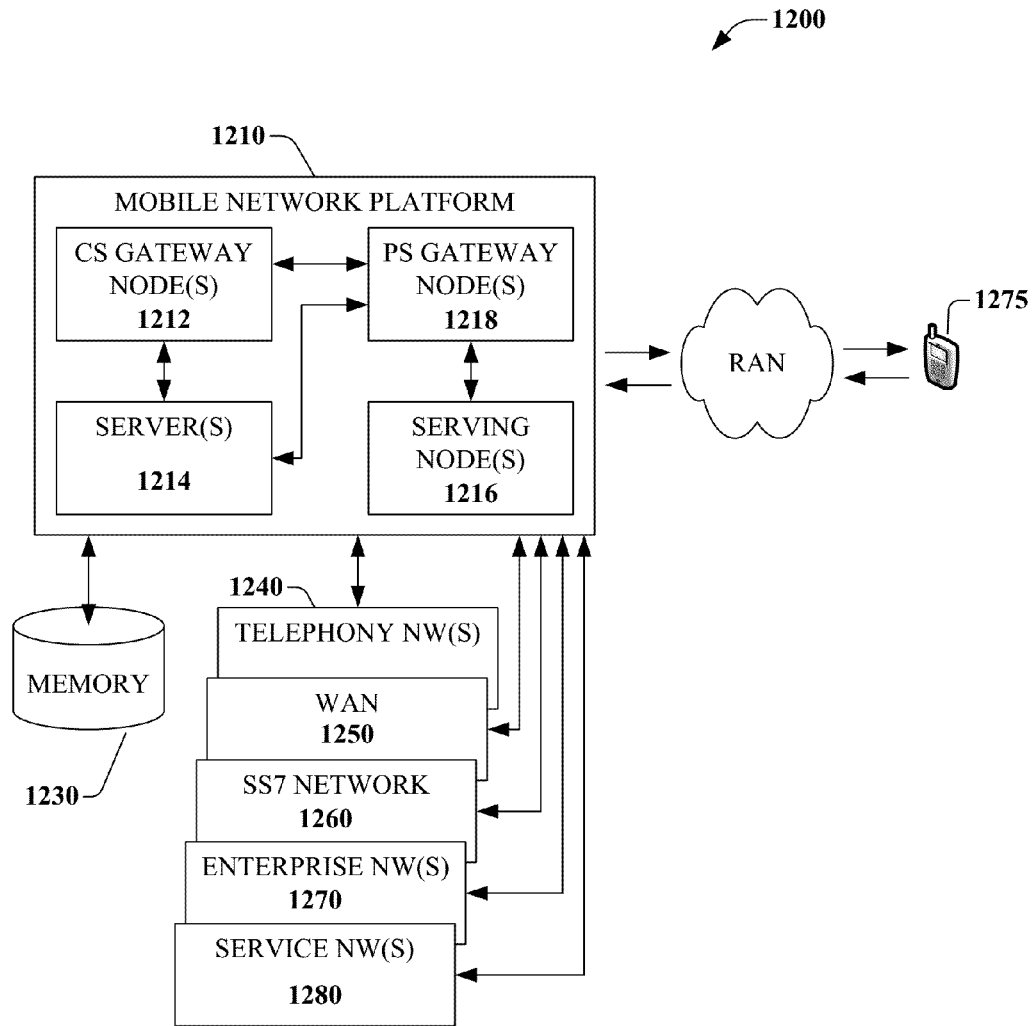 1200
1210
MOBILE NETWORK PLATFORM
CS GATEWAY
NODE(S)
1212
PS GATEWAY
NODE(S)
1218
SERVER(S)
1214
SERVING
NODE(S)
1216
RAN
1275
MEMORY
1230
1240
TELEPHONY NW(S)
WAN
1250
SS7 NETWORK
1260
ENTERPRISE NW(S)
1270
SERVICE NW(S)
1280